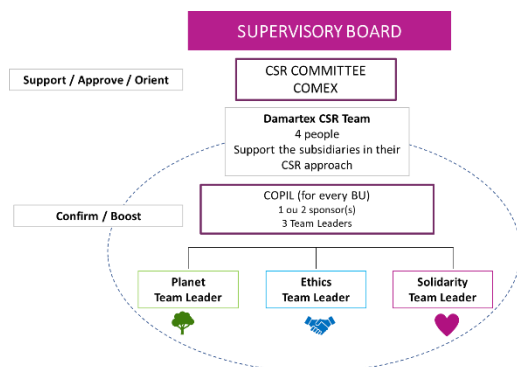 SUPERVISORY BOARD
Support / Approve / Orient
CSR COMMITTEE
COMEX
Damartex CSR Team
4 people
Support the subsidiaries in their
CSR approach
Confirm / Boost
COPIL (for every BU)
1 ou 2 sponsor(s)
3 Team Leaders
Planet
Team Leader
Ethics
Team Leader
Solidarity
Team Leader